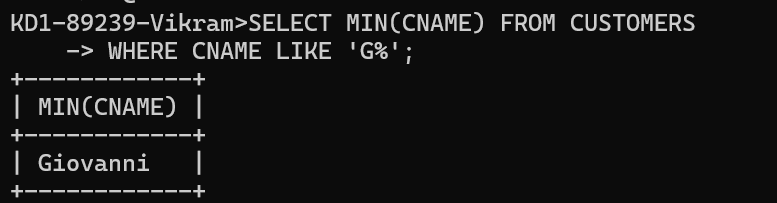 KD1-89239-Vikram>SELECT MIN(CNAME) FROM CUSTOMERS
    -> WHERE CNAME LIKE 'G%';
+------------+
| MIN(CNAME) |
+------------+
| Giovanni   |
+------------+